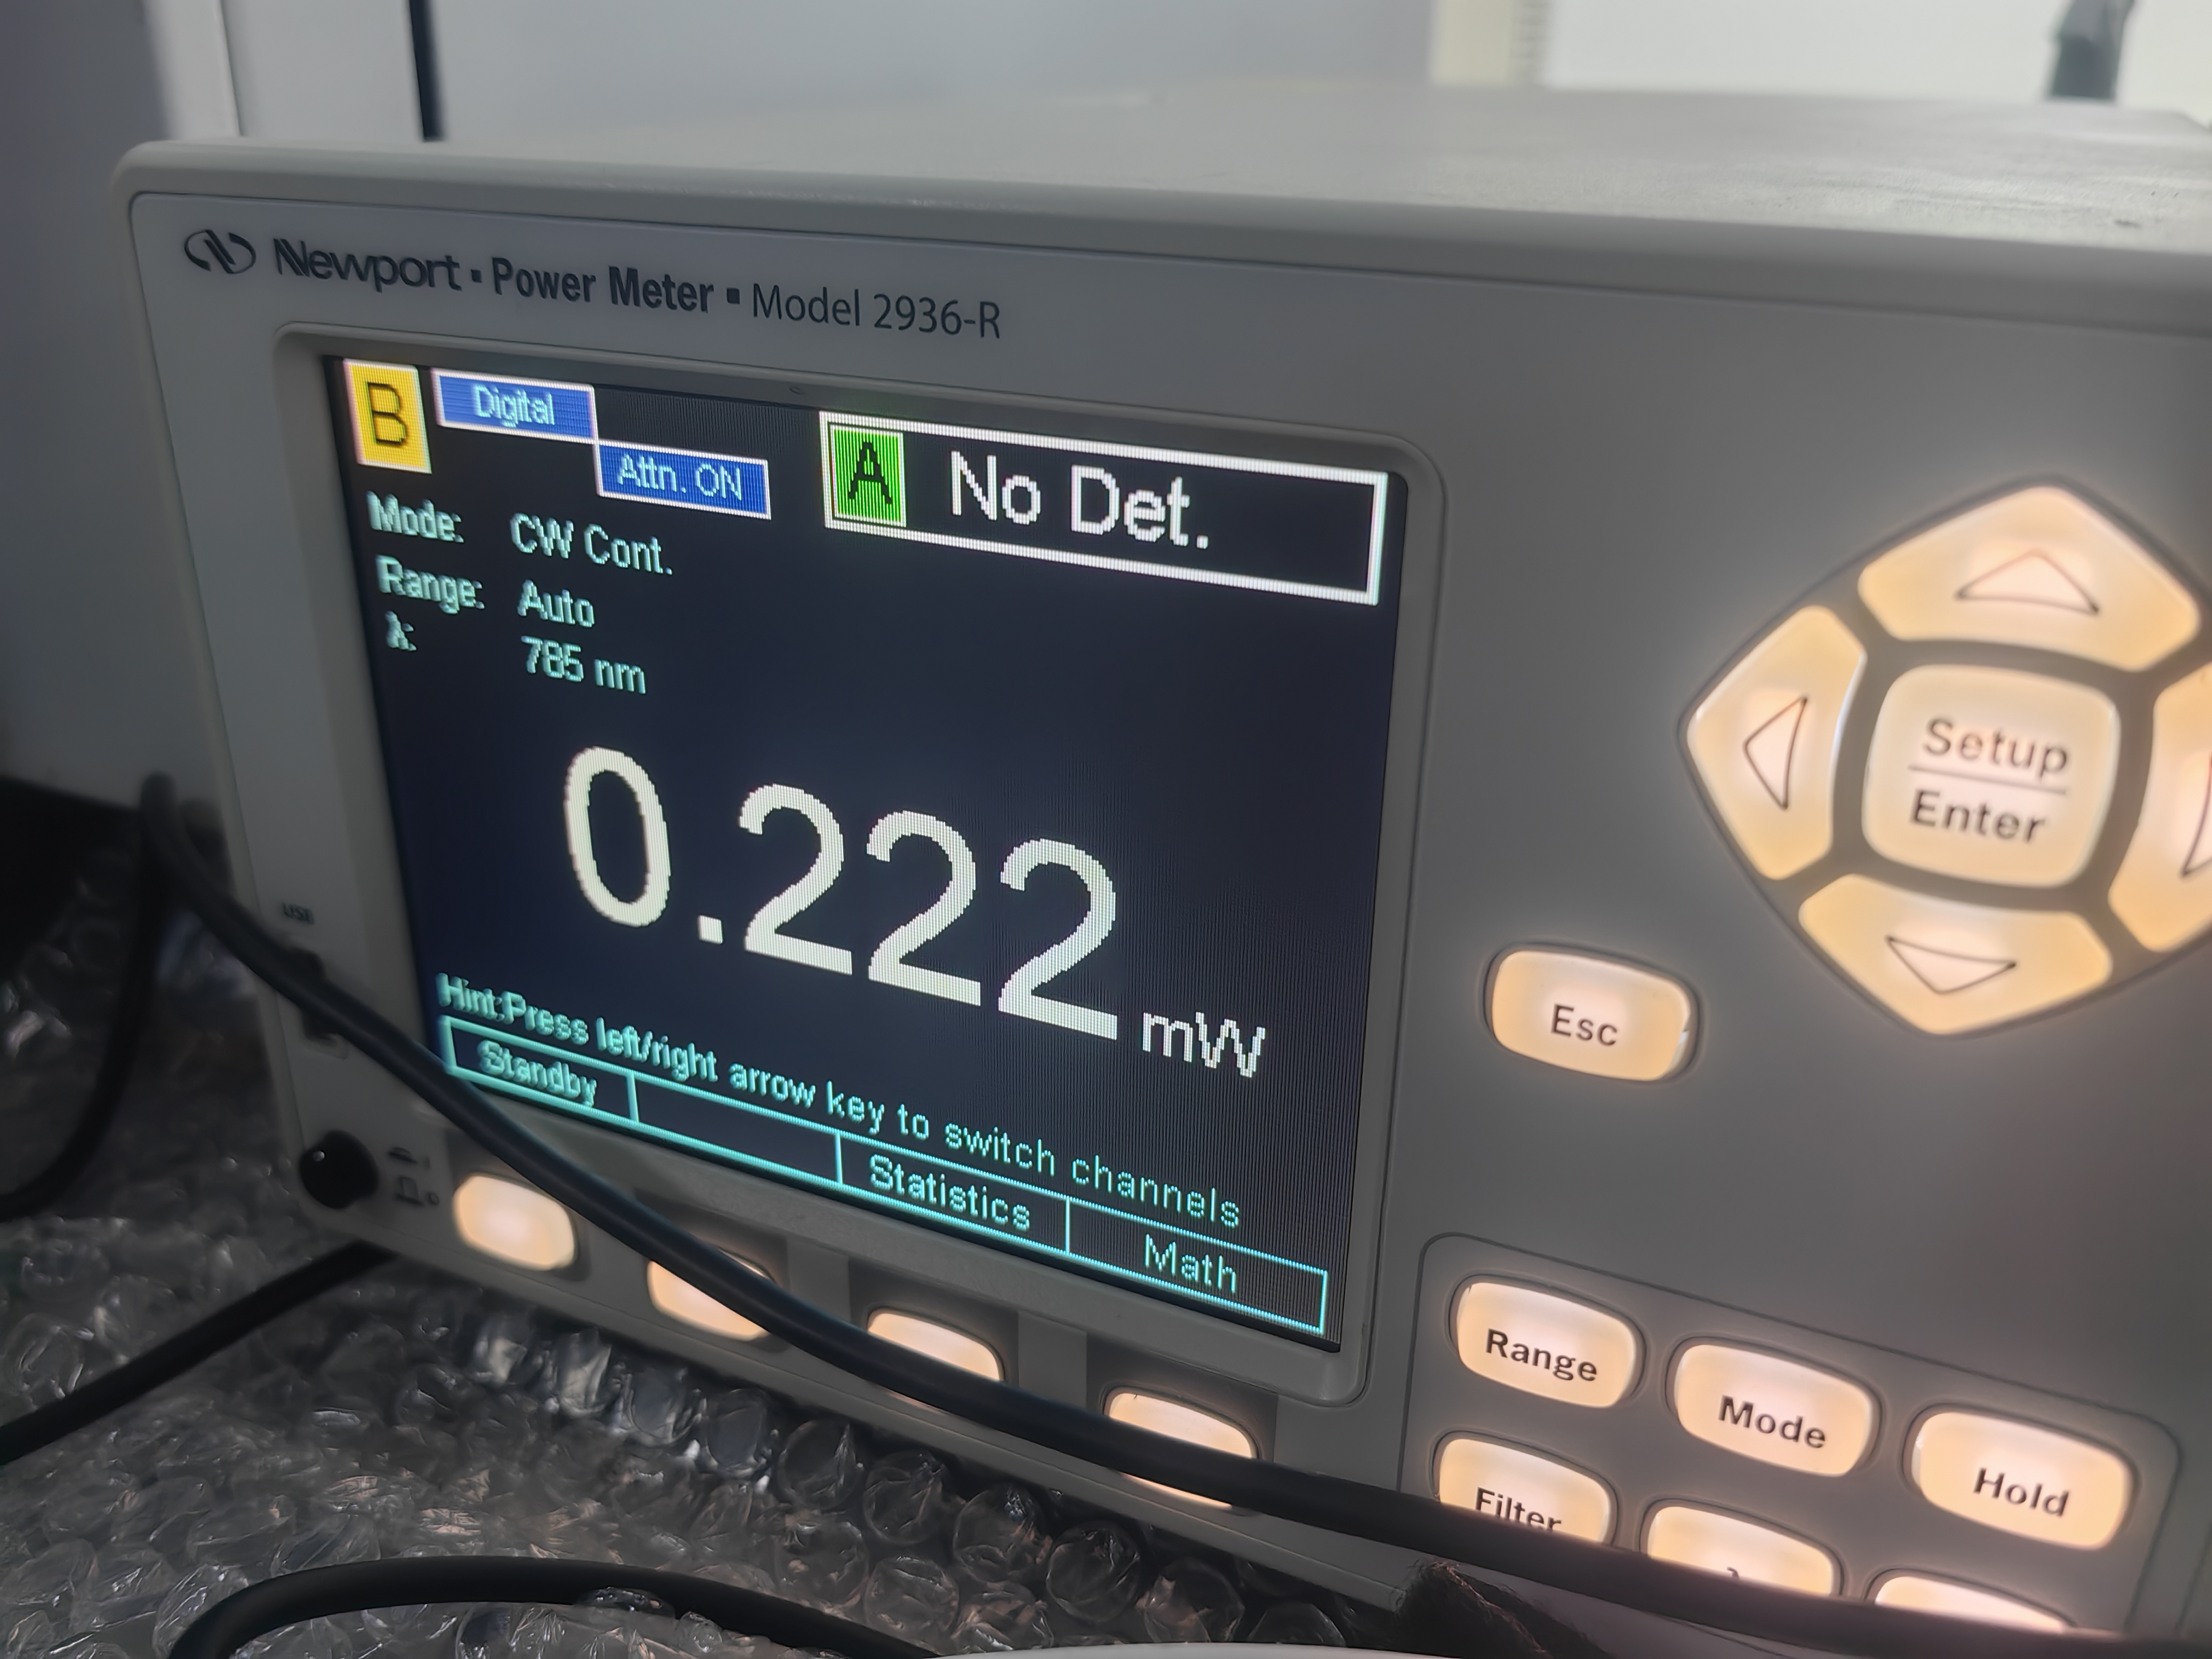 Newport ▪ Power Meter ▪ Model 2936-R
B Digital
Attn. ON
A No Det.
Mode: CW Cont.
Range: Auto
λ: 785 nm
0.222 mW
Hint:Press left/right arrow key to switch channels
Standby
Statistics
Math
USB
Setup
Enter
Esc
Range
Mode
Hold
Filter